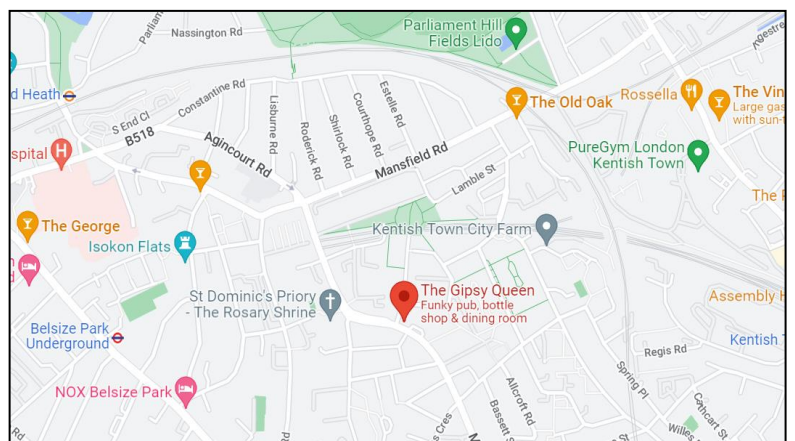 Parliament Hill
Fields Lido
Nassington Rd
Parliam
ngestre
d Heath
Constantine Rd
S End Cl
B518
Lisburne Rd
Roderick Rd
Shirlock Rd
Courthope Rd
Estelle Rd
The Old Oak
Rossella
The Vin
Large gas
with sun-t
Agincourt Rd
Mansfield Rd
spital
H
PureGym London
Kentish Town
Lamble St
The
The George
Isokon Flats
Kentish Town City Farm
St Dominic's Priory
- The Rosary Shrine
The Gipsy Queen
Funky pub, bottle
shop & dining room
Assembly H
Belsize Park
Underground
Kentish
Regis Rd
NOX Belsize Park
Spring Pl
Allcroft Rd
Bassett S
s Cres
Cathcart St
Willes
Rd
M